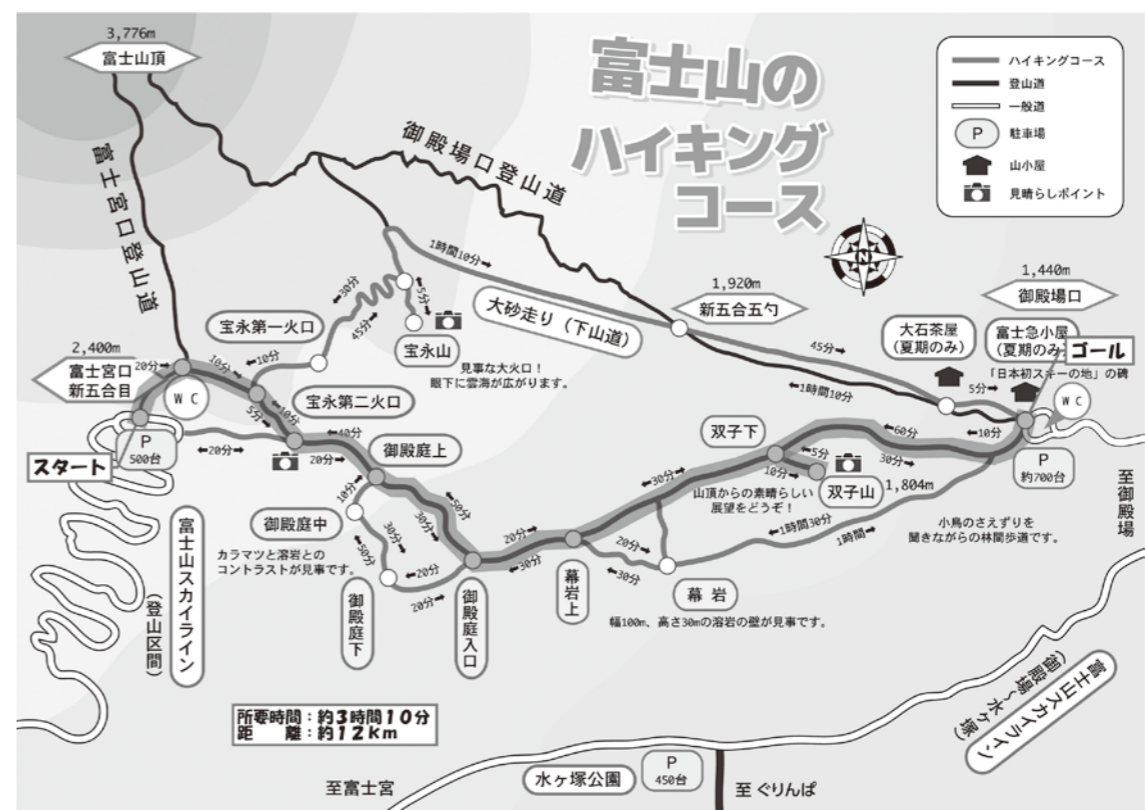 富士山の
ハイキング
コース
ハイキングコース
登山道
一般道
P 駐車場
山小屋
見晴らしポイント
N
3,776m
富士山頂
富士宮口登山道
御殿場口登山道
1時間10分→
大砂走り（下山道）
1,920m
新五合五勺
1,440m
御殿場口
大石茶屋
（夏期のみ）
富士急小屋
（夏期のみ）
ゴール
「日本初スキーの地」の碑
WC
45分→
←1時間10分
5分→
←10分
P
約700台
至御殿場
←30分
45分→
←5分
宝永山
見事な大火口！
眼下に雲海が広がります。
宝永第一火口
←10分
2,400m
富士宮口
新五合目
20分→
WC
10分→
宝永第二火口
5分→
←10分
スタート
P
500台
←20分→
←40分
20分→
御殿庭上
10分→
御殿庭中
カラマツと溶岩との
コントラストが見事です。
30分→
←50分
←50分
30分→
←20分
20分→
御殿庭下
御殿庭入口
20分→
←30分
幕岩上
←30分→
20分→
←30分
幕岩
幅100m、高さ30mの溶岩の壁が見事です。
双子下
←60分
30分→
←5分
10分→
双子山
1,804m
山頂からの素晴らしい
展望をどうぞ！
←1時間30分
1時間→
小鳥のさえずりを
聞きながらの林間歩道です。
富士山スカイライン
（登山区間）
富士山スカイライン
（御殿場〜水ヶ塚）
所要時間：約3時間10分
距　　離：約12km
至富士宮
水ヶ塚公園
P
450台
至 ぐりんぱ